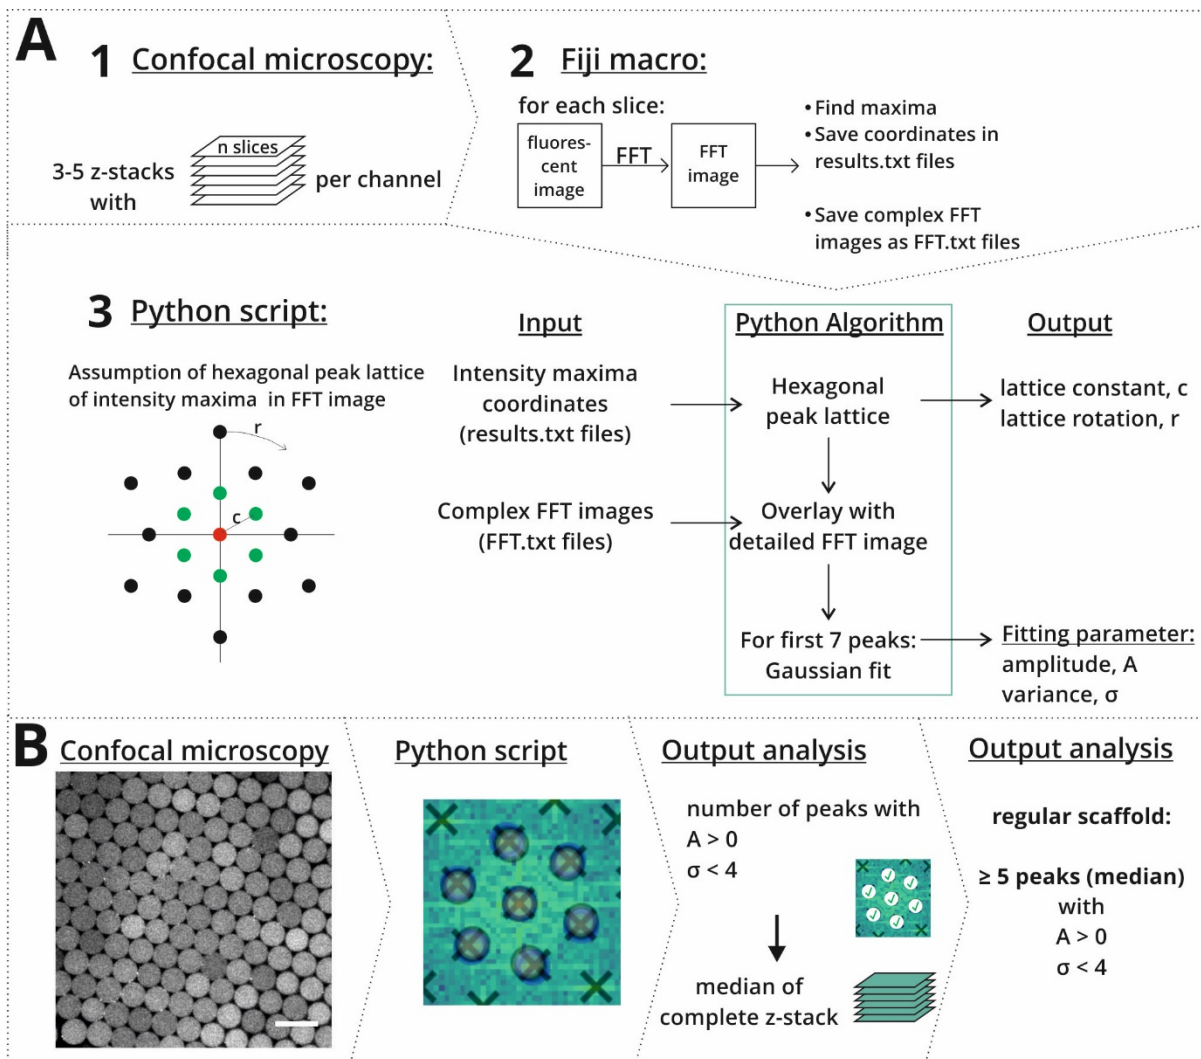 A
1 Confocal microscopy:
3-5 z-stacks
with
n slices
per channel
2 Fiji macro:
for each slice:
fluores-
cent
image
FFT
FFT
image
• Find maxima
• Save coordinates in
results.txt files
• Save complex FFT
images as FFT.txt files
3 Python script:
Assumption of hexagonal peak lattice
of intensity maxima in FFT image
r
c
Input
Intensity maxima
coordinates
(results.txt files)
Complex FFT images
(FFT.txt files)
Python Algorithm
Hexagonal
peak lattice
Overlay with
detailed FFT image
For first 7 peaks:
Gaussian fit
Output
lattice constant, c
lattice rotation, r
Fitting parameter:
amplitude, A
variance, σ
B
Confocal microscopy
Python script
Output analysis
number of peaks with
A > 0
σ < 4
median of
complete z-stack
Output analysis
regular scaffold:
≥ 5 peaks (median)
with
A > 0
σ < 4